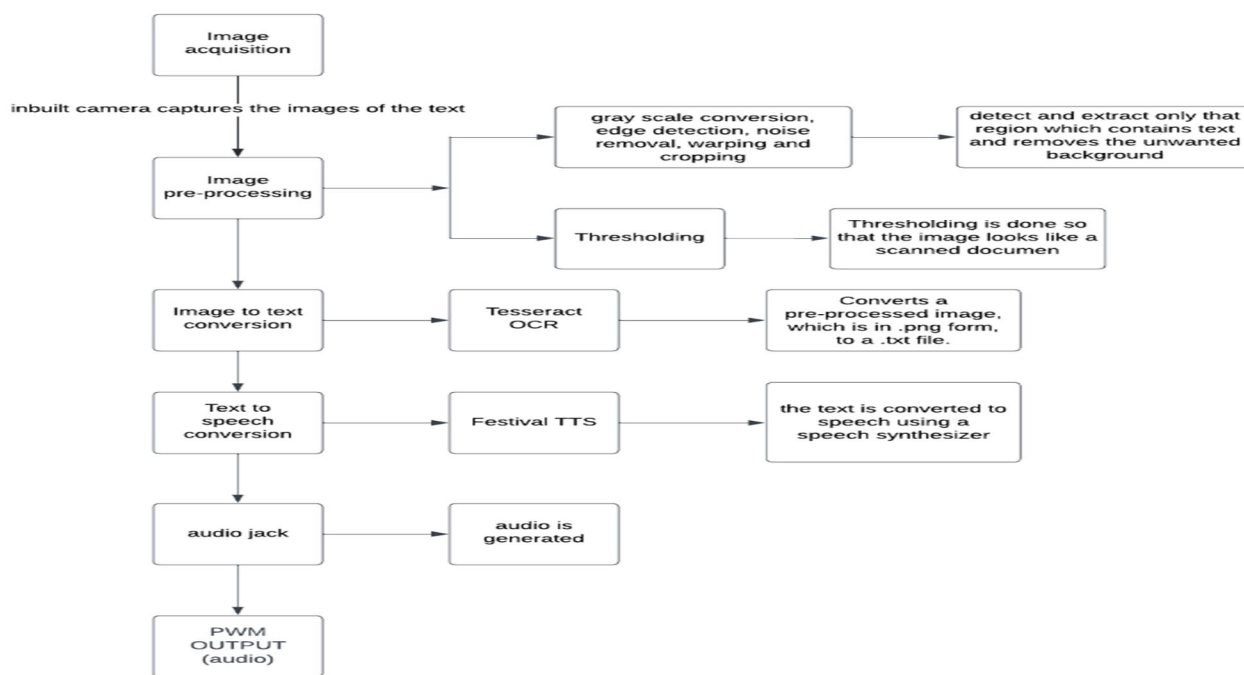 Image
acquisition
inbuilt camera captures the images of the text
Image
pre-processing
gray scale conversion,
edge detection, noise
removal, warping and
cropping
detect and extract only that
region which contains text
and removes the unwanted
background
Thresholding
Thresholding is done so
that the image looks like a
scanned documen
Image to text
conversion
Tesseract
OCR
Converts a
pre-processed image,
which is in .png form,
to a .txt file.
Text to
speech
conversion
Festival TTS
the text is converted to
speech using a
speech synthesizer
audio jack
audio is
generated
PWM
OUTPUT
(audio)